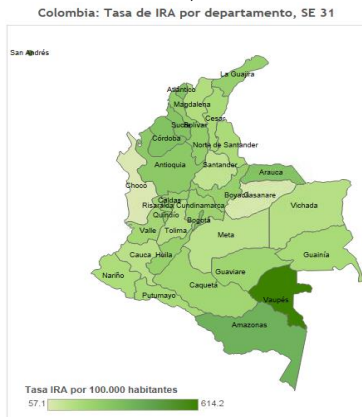 Colombia: Tasa de IRA por departamento, SE 31
San Andrés
La Guajira
Atlántico
Magdalena
Cesar
Sucre
Bolívar
Córdoba
Norte de Santander
Antioquia
Santander
Arauca
Chocó
Boyacá
Casanare
Caldas
Risaralda
Cundinamarca
Vichada
Quindío
Bogotá
Valle
Tolima
Meta
Cauca
Huila
Guainía
Guaviare
Nariño
Caquetá
Putumayo
Vaupés
Amazonas
Tasa IRA por 100.000 habitantes
57.1
614.2